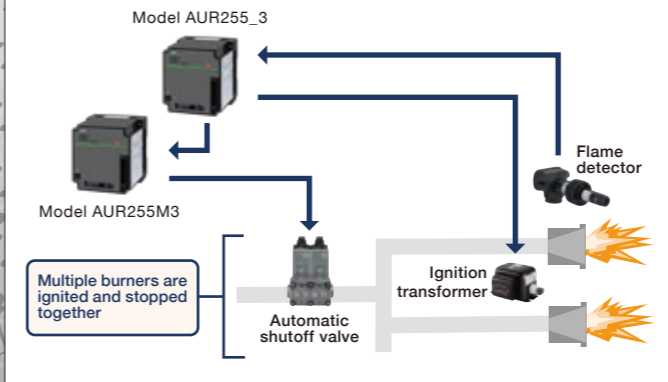 Model AUR255_3
Model AUR255M3
Flame
detector
Multiple burners are
ignited and stopped
together
Ignition
transformer
Automatic
shutoff valve